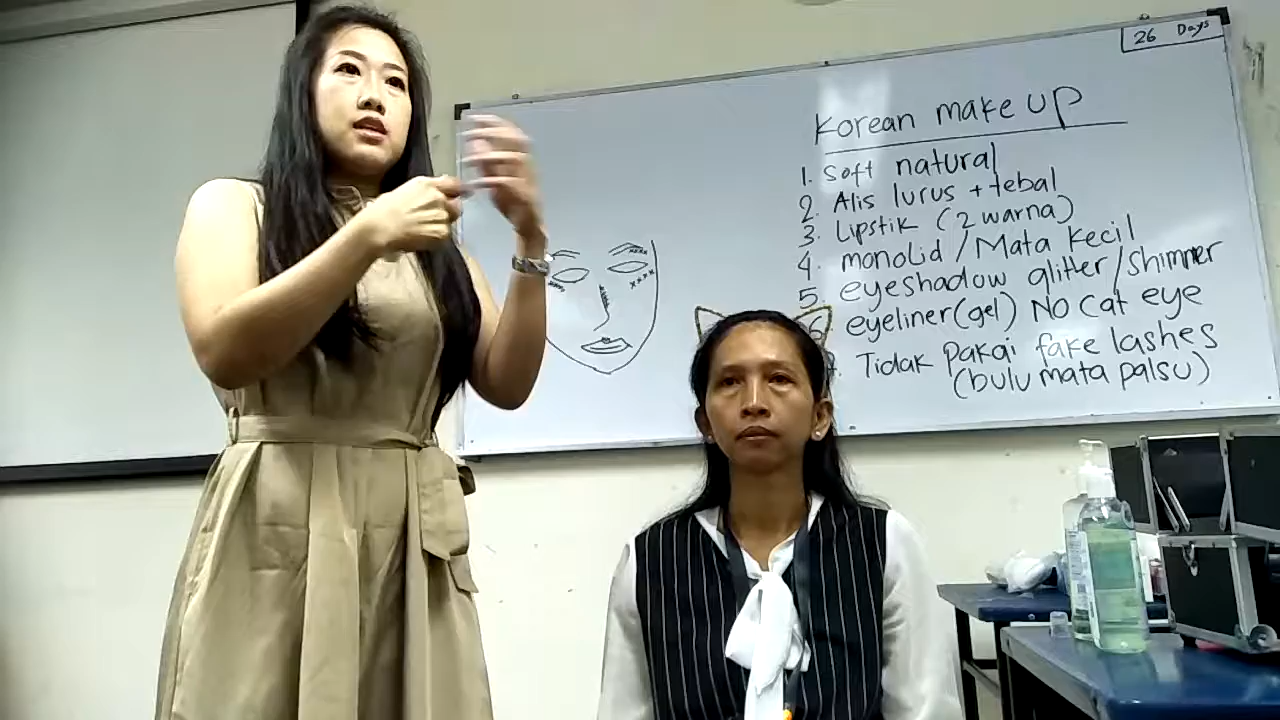 26 Days
Korean make up
1. Soft natural
2. Alis lurus + tebal
3. Lipstik (2 warna)
4. monolid / Mata kecil
5. eyeshadow glitter / Shimmer
6 eyeliner (gel) No cat eye
Tidak Pakai fake lashes
(bulu mata palsu)